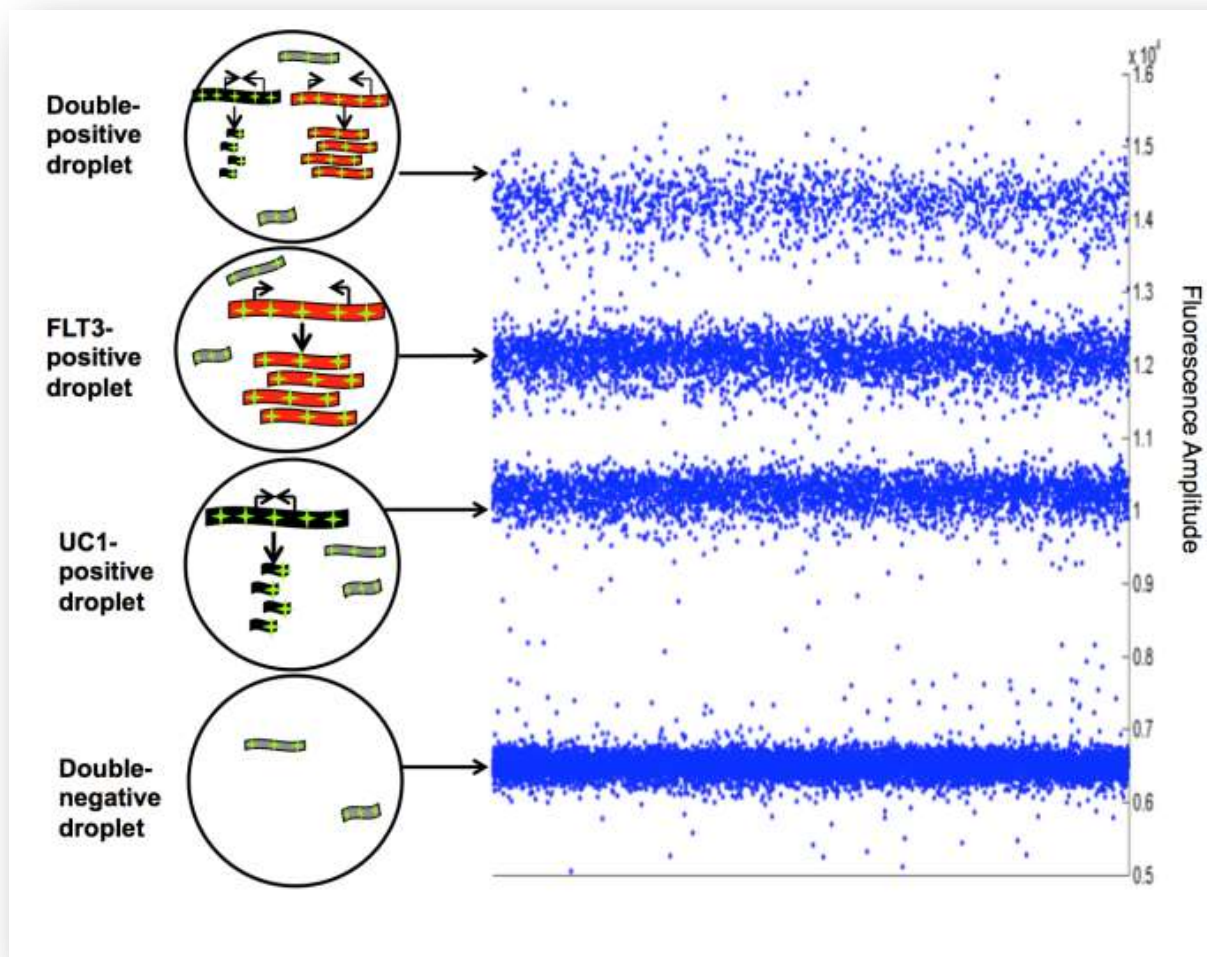 Double-
positive
droplet
FLT3-
positive
droplet
UC1-
positive
droplet
Double-
negative
droplet
x 10⁴
1.6
1.5
1.4
1.3
1.2
1.1
1
0.9
0.8
0.7
0.6
0.5
Fluorescence Amplitude